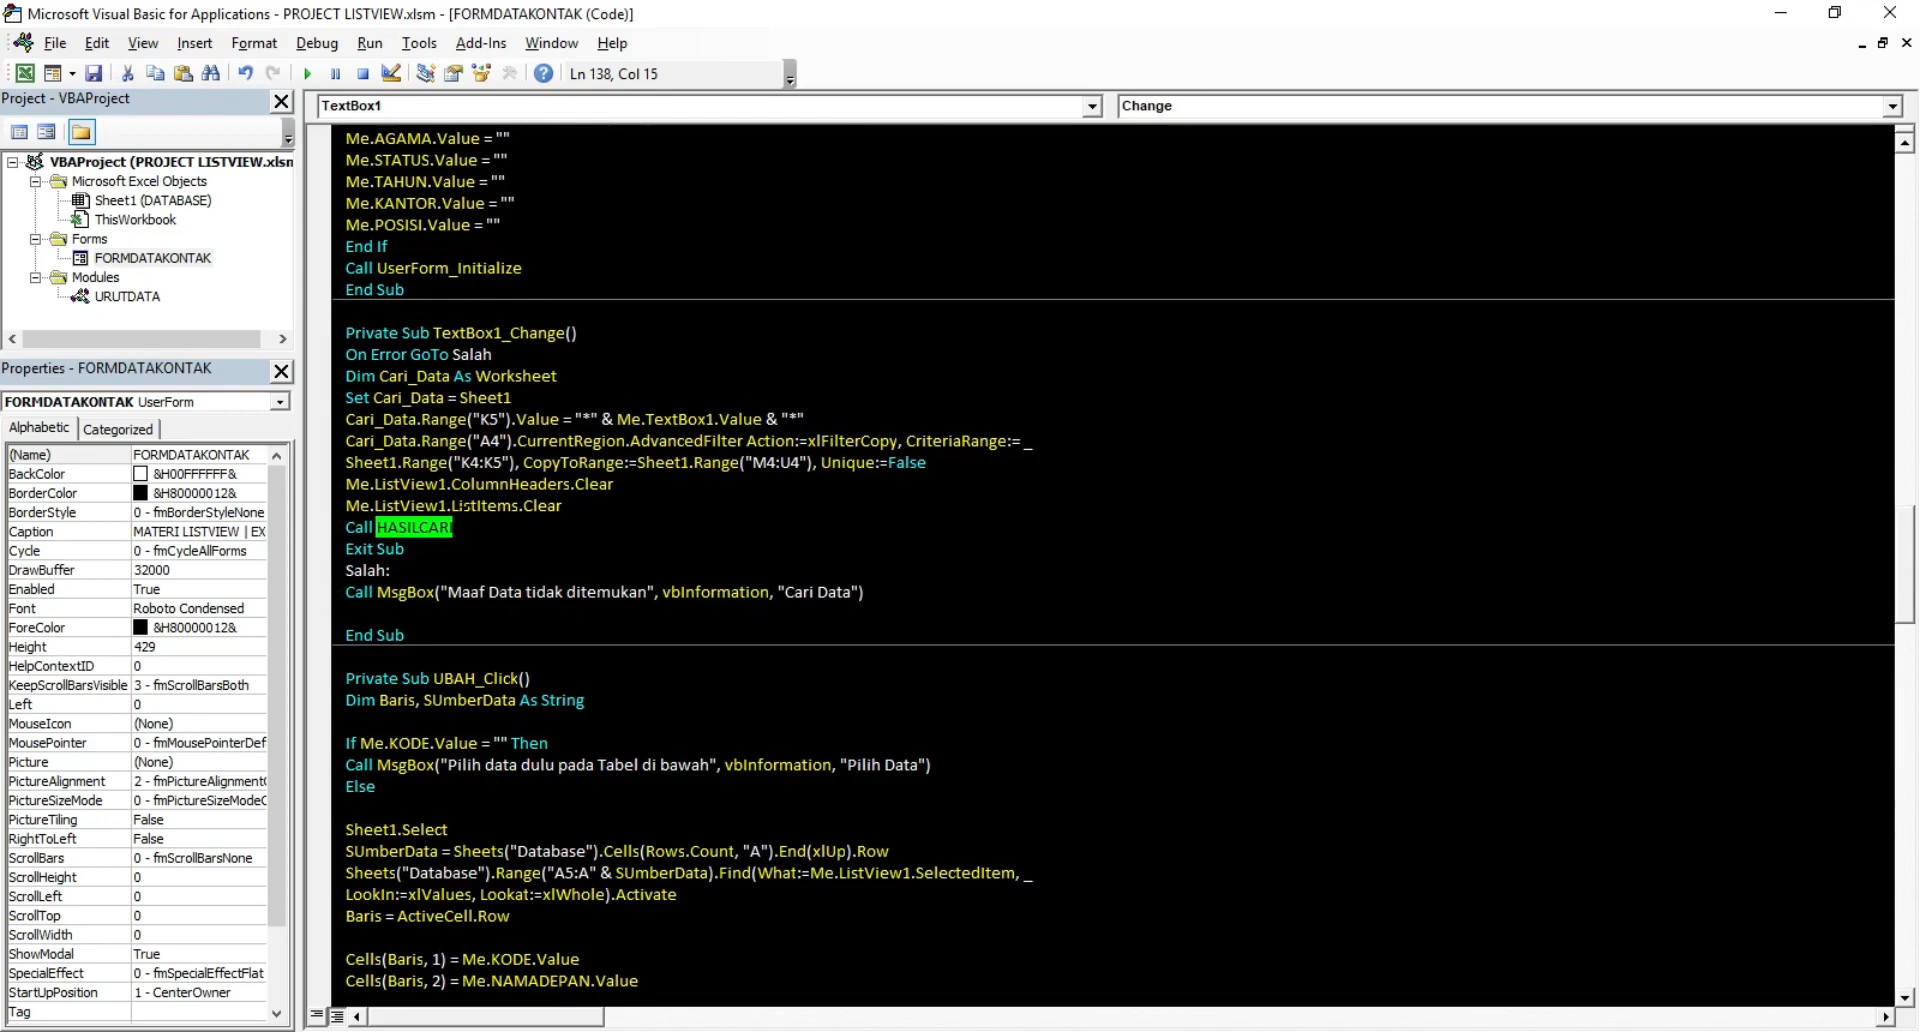 Microsoft Visual Basic for Applications - PROJECT LISTVIEW.xlsm - [FORMDATAKONTAK (Code)]
File Edit View Insert Format Debug Run Tools Add-Ins Window Help
Ln 138, Col 15
Project - VBAProject
VBAProject (PROJECT LISTVIEW.xlsm
Microsoft Excel Objects
Sheet1 (DATABASE)
ThisWorkbook
Forms
FORMDATAKONTAK
Modules
URUTDATA
Properties - FORMDATAKONTAK
FORMDATAKONTAK UserForm
Alphabetic Categorized
(Name) FORMDATAKONTAK
BackColor &H00FFFFFF&
BorderColor &H80000012&
BorderStyle 0 - fmBorderStyleNone
Caption MATERI LISTVIEW | EX
Cycle 0 - fmCycleAllForms
DrawBuffer 32000
Enabled True
Font Roboto Condensed
ForeColor &H80000012&
Height 429
HelpContextID 0
KeepScrollBarsVisible 3 - fmScrollBarsBoth
Left 0
MouseIcon (None)
MousePointer 0 - fmMousePointerDef
Picture (None)
PictureAlignment 2 - fmPictureAlignment
PictureSizeMode 0 - fmPictureSizeModeC
PictureTiling False
RightToLeft False
ScrollBars 0 - fmScrollBarsNone
ScrollHeight 0
ScrollLeft 0
ScrollTop 0
ScrollWidth 0
ShowModal True
SpecialEffect 0 - fmSpecialEffectFlat
StartUpPosition 1 - CenterOwner
Tag
TextBox1 Change
Me.AGAMA.Value = ""
Me.STATUS.Value = ""
Me.TAHUN.Value = ""
Me.KANTOR.Value = ""
Me.POSISI.Value = ""
End If
Call UserForm_Initialize
End Sub
Private Sub TextBox1_Change()
On Error GoTo Salah
Dim Cari_Data As Worksheet
Set Cari_Data = Sheet1
Cari_Data.Range("K5").Value = "*" & Me.TextBox1.Value & "*"
Cari_Data.Range("A4").CurrentRegion.AdvancedFilter Action:=xlFilterCopy, CriteriaRange:= _
Sheet1.Range("K4:K5"), CopyToRange:=Sheet1.Range("M4:U4"), Unique:=False
Me.ListView1.ColumnHeaders.Clear
Me.ListView1.ListItems.Clear
Call HASILCARI
Exit Sub
Salah:
Call MsgBox("Maaf Data tidak ditemukan", vbInformation, "Cari Data")
End Sub
Private Sub UBAH_Click()
Dim Baris, SUmberData As String
If Me.KODE.Value = "" Then
Call MsgBox("Pilih data dulu pada Tabel di bawah", vbInformation, "Pilih Data")
Else
Sheet1.Select
SUmberData = Sheets("Database").Cells(Rows.Count, "A").End(xlUp).Row
Sheets("Database").Range("A5:A" & SUmberData).Find(What:=Me.ListView1.SelectedItem, _
LookIn:=xlValues, Lookat:=xlWhole).Activate
Baris = ActiveCell.Row
Cells(Baris, 1) = Me.KODE.Value
Cells(Baris, 2) = Me.NAMADEPAN.Value